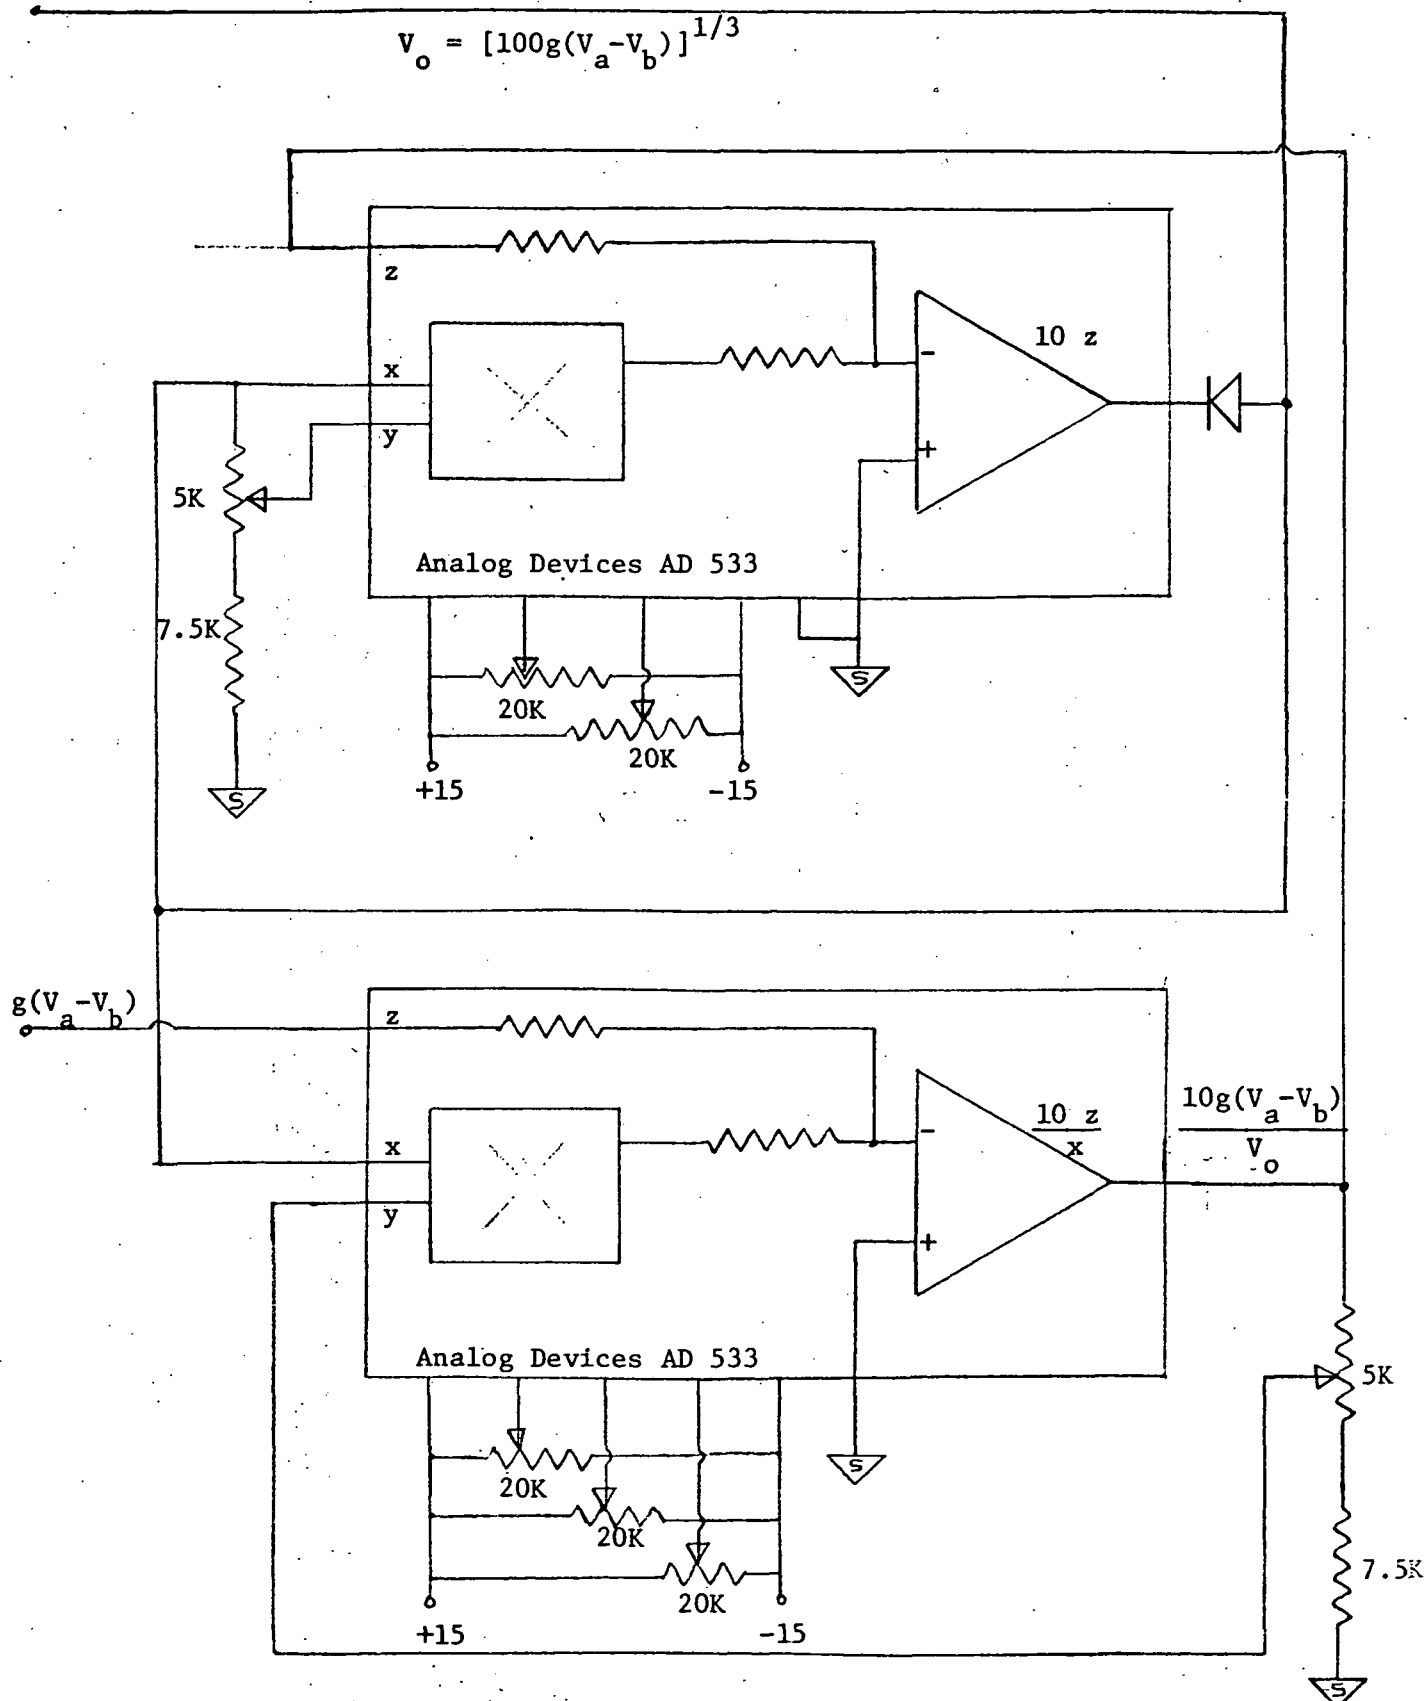 V_o = [100g(V_a-V_b)]^1/3
z
10 z
x
-
y
+
5K
Analog Devices AD 533
7.5K
S
20K
20K
+15
-15
S
g(V_a-V_b)
z
10g(V_a-V_b)
V_o
-
10 z
x
x
y
+
Analog Devices AD 533
5K
S
20K
20K
7.5K
20K
+15
-15
S